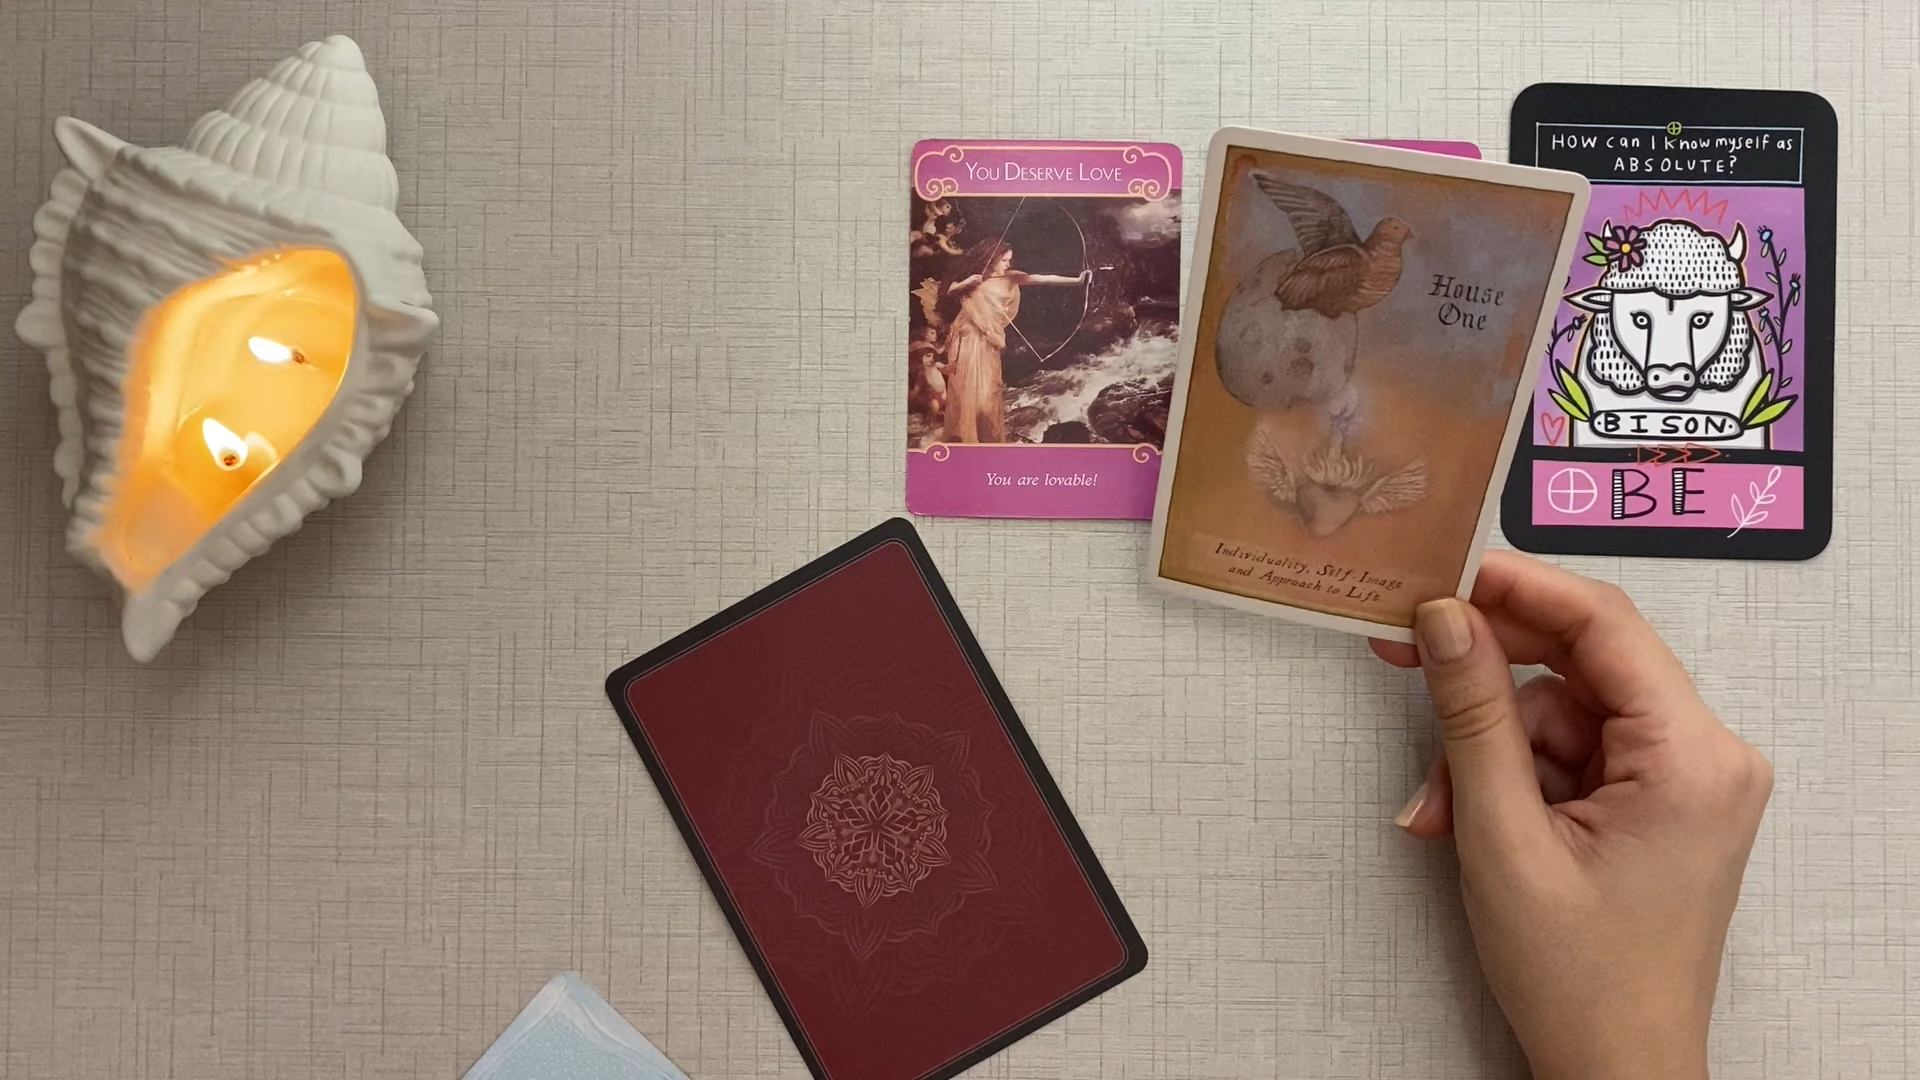 You Deserve Love
You are lovable!
House
One
Individuality, Self-Image
and Approach to Life
HOW can I know myself as
ABSOLUTE?
BISON
BE